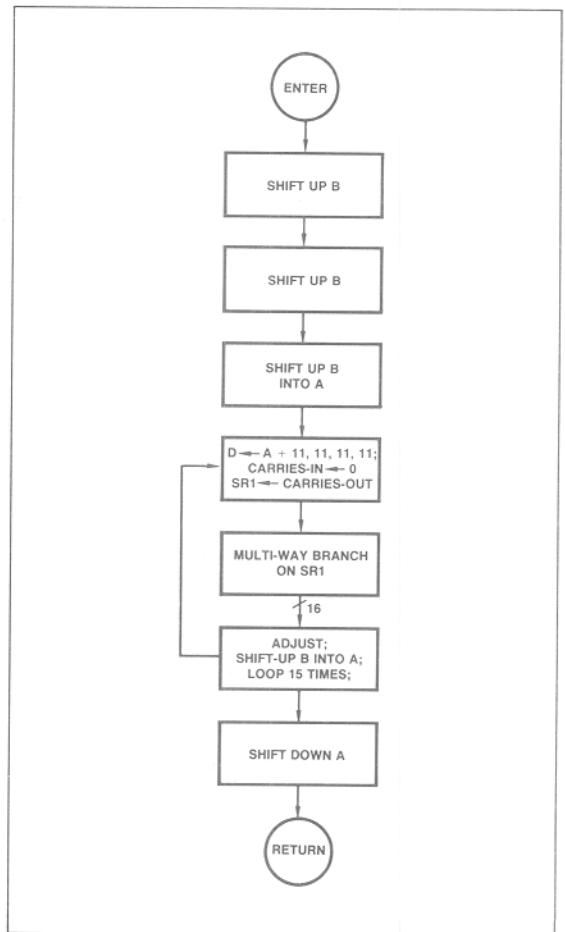 ENTER
SHIFT UP B
SHIFT UP B
SHIFT UP B
INTO A
D ← A + 11, 11, 11, 11;
CARRIES-IN ← 0
SR1 ← CARRIES-OUT
MULTI-WAY BRANCH
ON SR1
16
ADJUST;
SHIFT-UP B INTO A;
LOOP 15 TIMES;
SHIFT DOWN A
RETURN